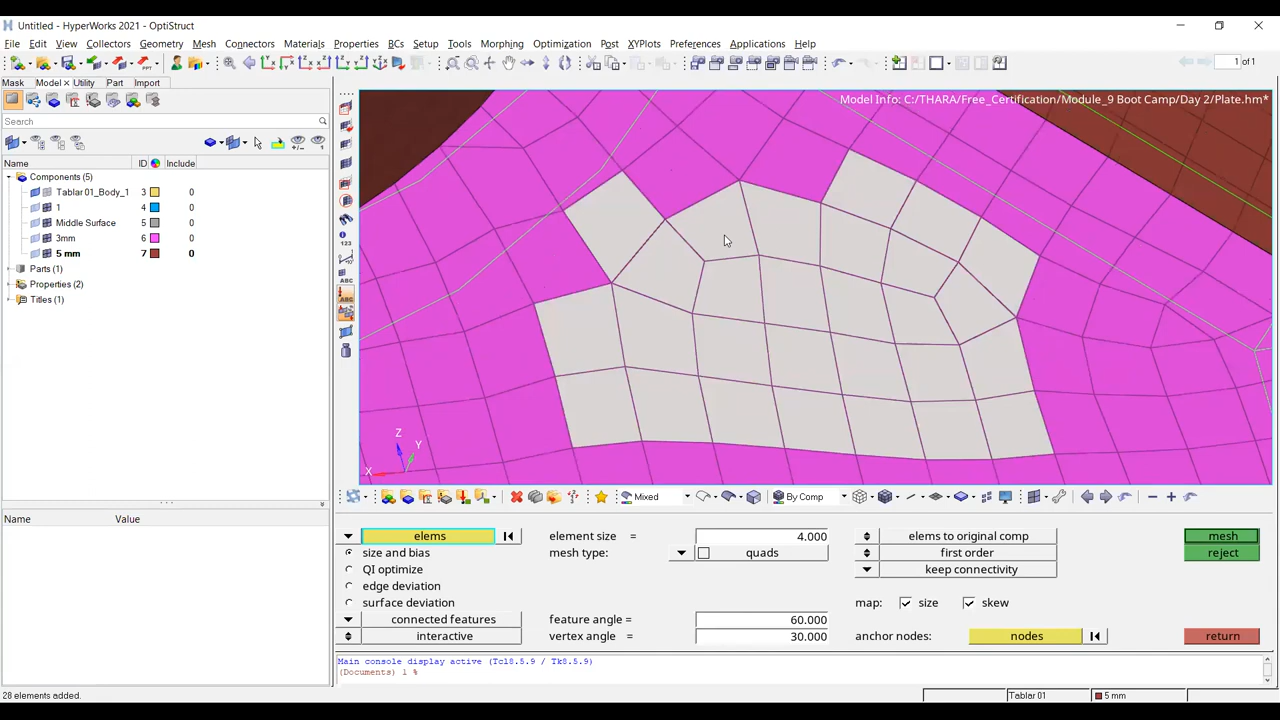 Untitled - HyperWorks 2021 - OptiStruct
File Edit View Collectors Geometry Mesh Connectors Materials Properties BCs Setup Tools Morphing Optimization Post XYPlots Preferences Applications Help
1 of 1
Mask Model Utility Part Import
Model Info: C:/THARA/Free_Certification/Module_9 Boot Camp/Day 2/Plate.hm*
Search
Name ID Include
Components (5)
Tablar 01_Body_1 3 0
1 4 0
Middle Surface 5 0
3mm 6 0
5 mm 7 0
Parts (1)
Properties (2)
Titles (1)
123
ABC
ABC
Z
Y
X
Mixed By Comp
Name Value
elems element size = 4.000 elems to original comp mesh
size and bias mesh type: quads first order reject
QI optimize keep connectivity
edge deviation
surface deviation map: size skew
connected features feature angle = 60.000
interactive vertex angle = 30.000 anchor nodes: nodes return
Main console display active (Tcl8.5.9 / Tk8.5.9)
(Documents) 1 %
28 elements added. Tablar 01 5 mm